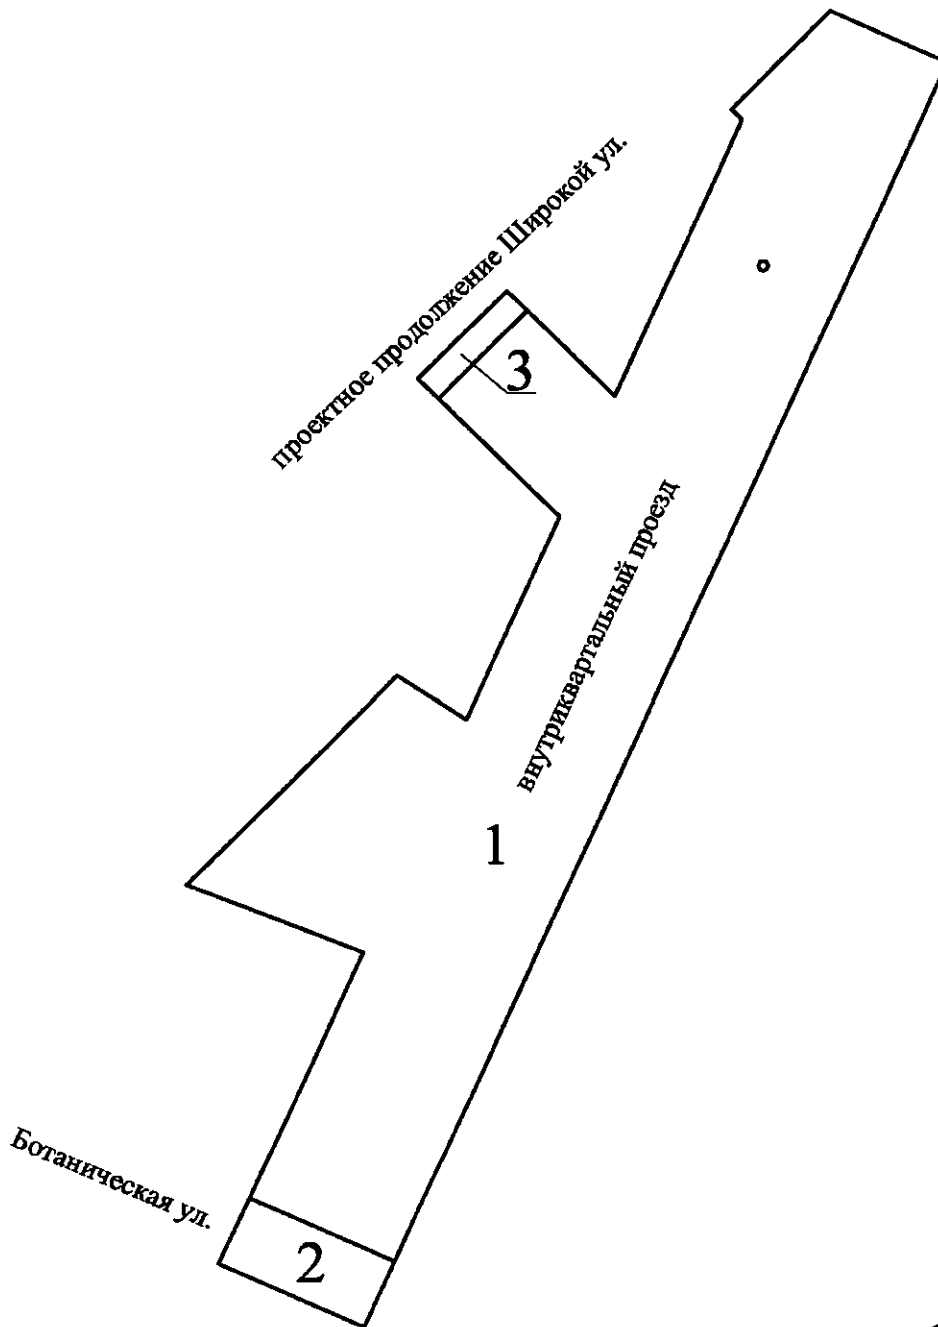 проектное продолжение Широкой ул.
3
внутриквартальный проезд
1
Ботаническая ул.
2